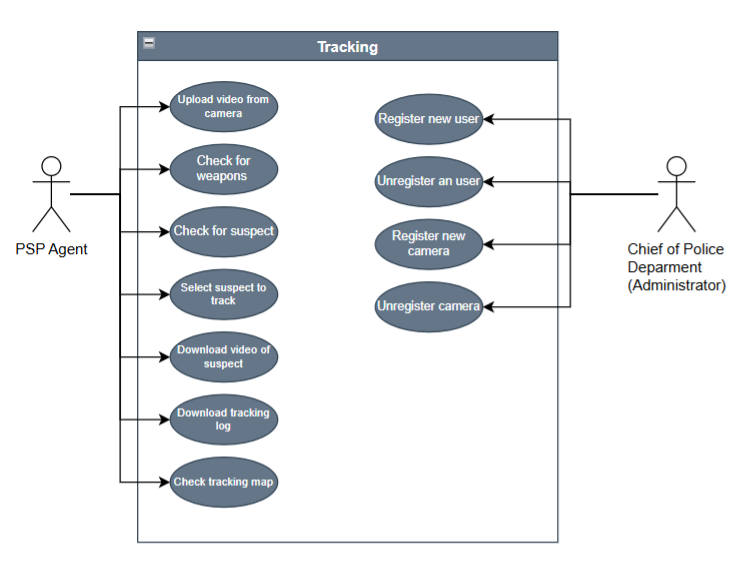 Tracking
Upload video from
camera
Check for
weapons
Check for suspect
Select suspect to
track
Download video of
suspect
Download tracking
log
Check tracking map
Register new user
Unregister an user
Register new
camera
Unregister camera
PSP Agent
Chief of Police
Deparment
(Administrator)